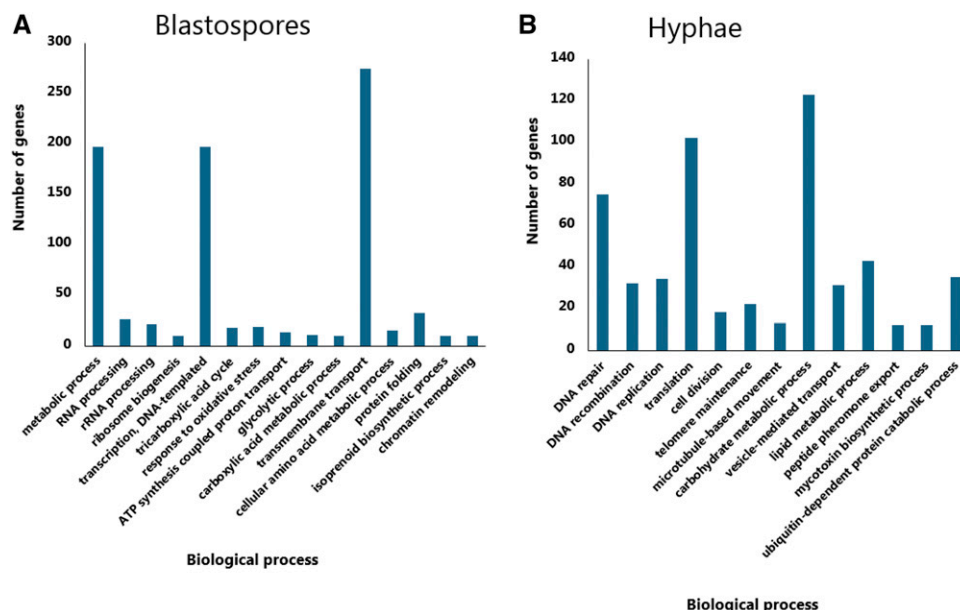 A
Blastospores
Number of genes
300
250
200
150
100
50
0
metabolic process
RNA processing
rRNA processing
ribosome biogenesis
transcription, DNA-templated
tricarboxylic acid cycle
response to oxidative stress
ATP synthesis coupled proton transport
glycolytic process
carboxylic acid metabolic process
transmembrane transport
cellular amino acid metabolic process
protein folding
isoprenoid biosynthetic process
chromatin remodeling
Biological process
B
Hyphae
Number of genes
140
120
100
80
60
40
20
0
DNA repair
DNA recombination
DNA replication
translation
cell division
telomere maintenance
microtubule-based movement
carbohydrate metabolic process
vesicle-mediated transport
lipid metabolic process
peptide pheromone export
mycotoxin biosynthetic process
ubiquitin-dependent protein catabolic process
Biological process